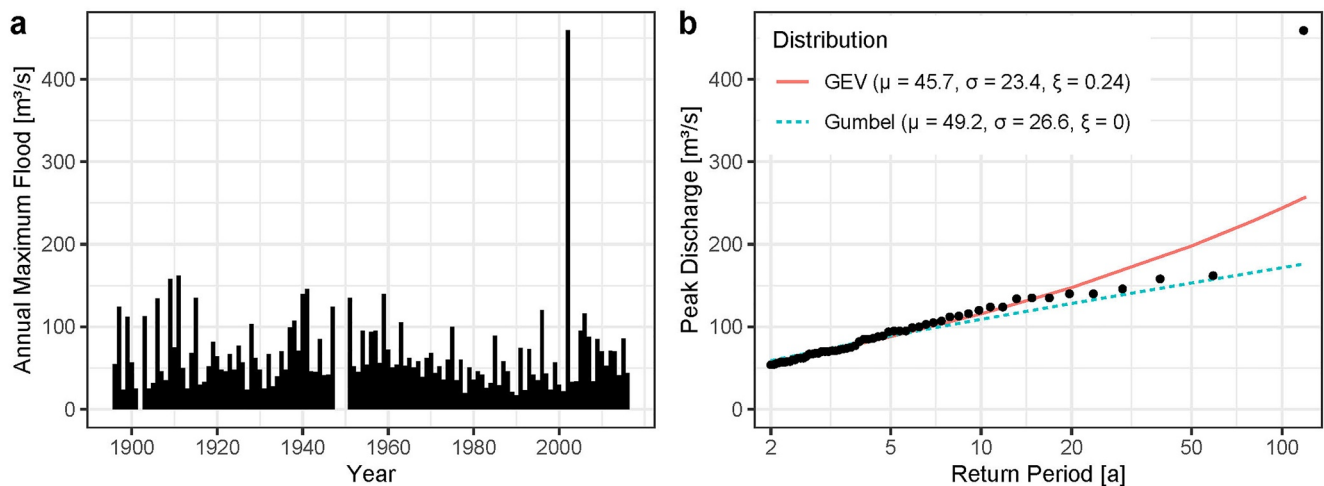 a
Annual Maximum Flood [m³/s]
400
300
200
100
0
1900
1920
1940
1960
1980
2000
Year
b
Peak Discharge [m³/s]
400
300
200
100
0
Distribution
GEV (μ = 45.7, σ = 23.4, ξ = 0.24)
Gumbel (μ = 49.2, σ = 26.6, ξ = 0)
2
5
10
20
50
100
Return Period [a]